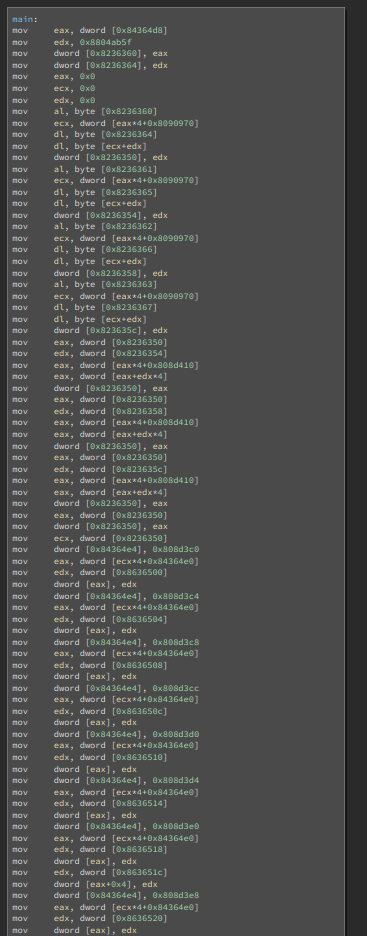 main:
mov eax, dword [0x84364d8]
mov edx, 0x8804ab5f
mov dword [0x8236360], eax
mov dword [0x8236364], edx
mov eax, 0x0
mov ecx, 0x0
mov edx, 0x0
mov al, byte [0x8236360]
mov ecx, dword [eax*4+0x8090970]
mov dl, byte [0x8236364]
mov dl, byte [ecx+edx]
mov dword [0x8236350], edx
mov al, byte [0x8236361]
mov ecx, dword [eax*4+0x8090970]
mov dl, byte [0x8236365]
mov dl, byte [ecx+edx]
mov dword [0x8236354], edx
mov al, byte [0x8236362]
mov ecx, dword [eax*4+0x8090970]
mov dl, byte [0x8236366]
mov dl, byte [ecx+edx]
mov dword [0x8236358], edx
mov al, byte [0x8236363]
mov ecx, dword [eax*4+0x8090970]
mov dl, byte [0x8236367]
mov dl, byte [ecx+edx]
mov dword [0x823635c], edx
mov eax, dword [0x8236350]
mov edx, dword [0x8236354]
mov eax, dword [eax*4+0x808d410]
mov eax, dword [eax+edx*4]
mov dword [0x8236350], eax
mov eax, dword [0x8236350]
mov edx, dword [0x8236358]
mov eax, dword [eax*4+0x808d410]
mov eax, dword [eax+edx*4]
mov dword [0x8236350], eax
mov eax, dword [0x8236350]
mov edx, dword [0x823635c]
mov eax, dword [eax*4+0x808d410]
mov eax, dword [eax+edx*4]
mov dword [0x8236350], eax
mov eax, dword [0x8236350]
mov dword [0x8236350], eax
mov ecx, dword [0x8236350]
mov dword [0x84364e4], 0x808d3c0
mov eax, dword [ecx*4+0x84364e0]
mov edx, dword [0x8636500]
mov dword [eax], edx
mov dword [0x84364e4], 0x808d3c4
mov eax, dword [ecx*4+0x84364e0]
mov edx, dword [0x8636504]
mov dword [eax], edx
mov dword [0x84364e4], 0x808d3c8
mov eax, dword [ecx*4+0x84364e0]
mov edx, dword [0x8636508]
mov dword [eax], edx
mov dword [0x84364e4], 0x808d3cc
mov eax, dword [ecx*4+0x84364e0]
mov edx, dword [0x863650c]
mov dword [eax], edx
mov dword [0x84364e4], 0x808d3d0
mov eax, dword [ecx*4+0x84364e0]
mov edx, dword [0x8636510]
mov dword [eax], edx
mov dword [0x84364e4], 0x808d3d4
mov eax, dword [ecx*4+0x84364e0]
mov edx, dword [0x8636514]
mov dword [eax], edx
mov dword [0x84364e4], 0x808d3e0
mov eax, dword [ecx*4+0x84364e0]
mov edx, dword [0x8636518]
mov dword [eax], edx
mov edx, dword [0x863651c]
mov dword [eax+0x4], edx
mov dword [0x84364e4], 0x808d3e8
mov eax, dword [ecx*4+0x84364e0]
mov edx, dword [0x8636520]
mov dword [eax], edx